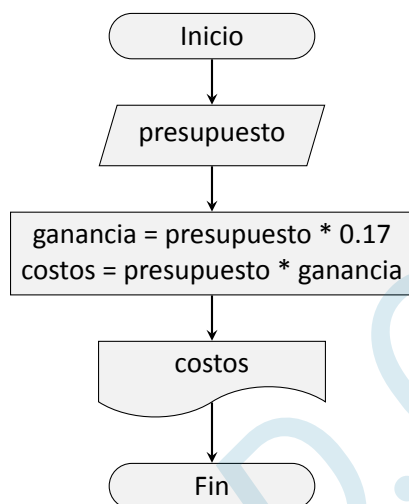 Inicio
presupuesto
ganancia = presupuesto * 0.17
costos = presupuesto * ganancia
costos
Fin